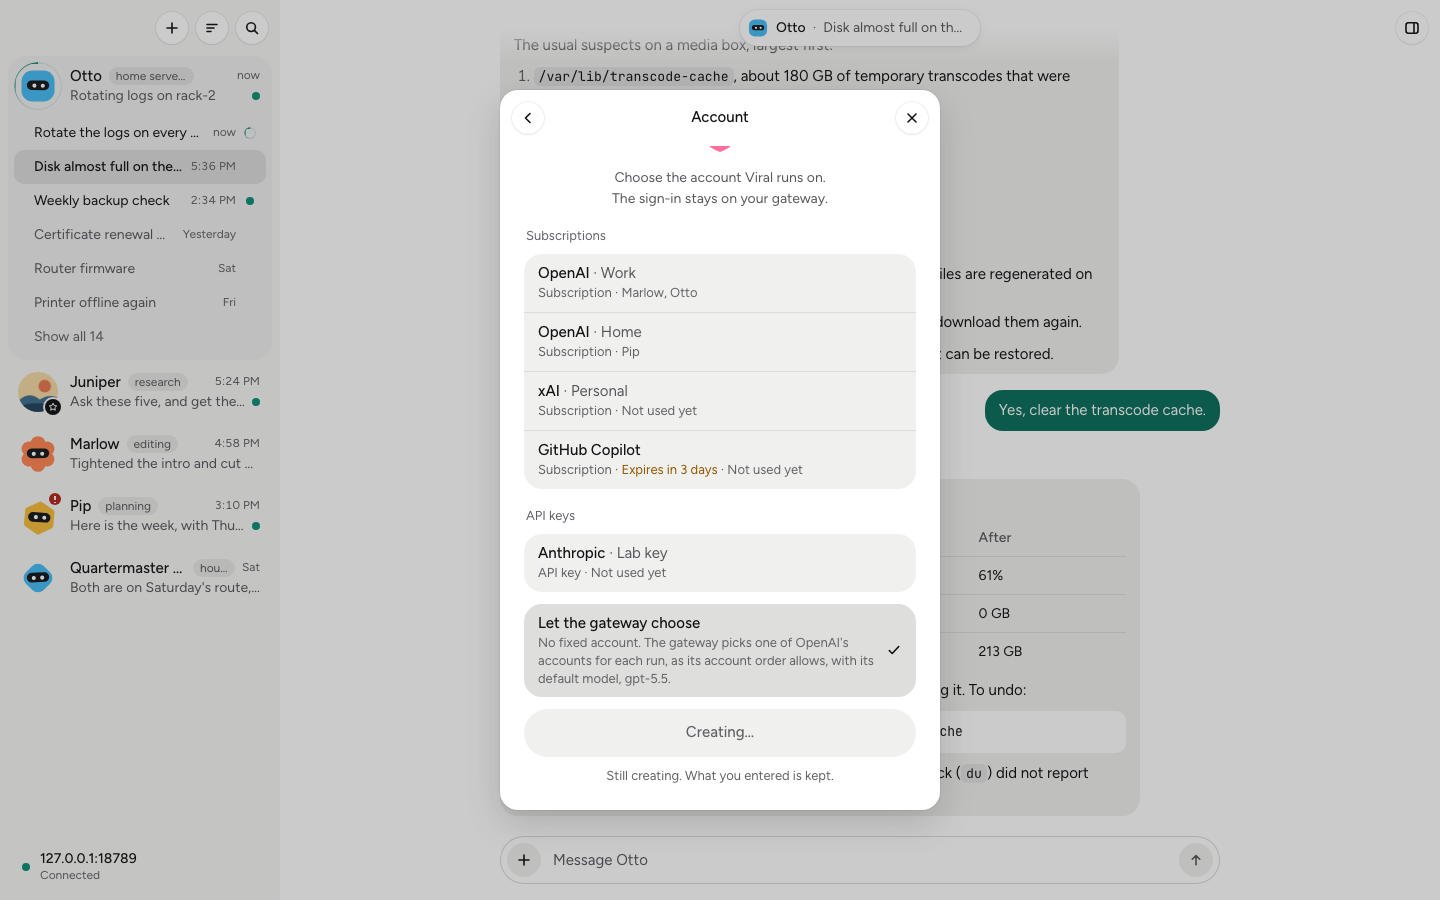 Otto home serve... now
Rotating logs on rack-2
Rotate the logs on every ... now
Disk almost full on the... 5:36 PM
Weekly backup check 2:34 PM
Certificate renewal ... Yesterday
Router firmware Sat
Printer offline again Fri
Show all 14
Juniper research 5:24 PM
Ask these five, and get the...
Marlow editing 4:58 PM
Tightened the intro and cut ...
Pip planning 3:10 PM
Here is the week, with Thu...
Quartermaster ... hou... Sat
Both are on Saturday's route,...
127.0.0.1:18789
Connected
Otto · Disk almost full on th...
The usual suspects on a media box, largest first:
1. /var/lib/transcode-cache, about 180 GB of temporary transcodes that were
iles are regenerated on
download them again.
can be restored.
Yes, clear the transcode cache.
After
61%
0 GB
213 GB
g it. To undo:
che
ck (du) did not report
Message Otto
Account
Choose the account Viral runs on.
The sign-in stays on your gateway.
Subscriptions
OpenAI · Work
Subscription · Marlow, Otto
OpenAI · Home
Subscription · Pip
xAI · Personal
Subscription · Not used yet
GitHub Copilot
Subscription · Expires in 3 days · Not used yet
API keys
Anthropic · Lab key
API key · Not used yet
Let the gateway choose
No fixed account. The gateway picks one of OpenAI's
accounts for each run, as its account order allows, with its
default model, gpt-5.5.
Creating...
Still creating. What you entered is kept.